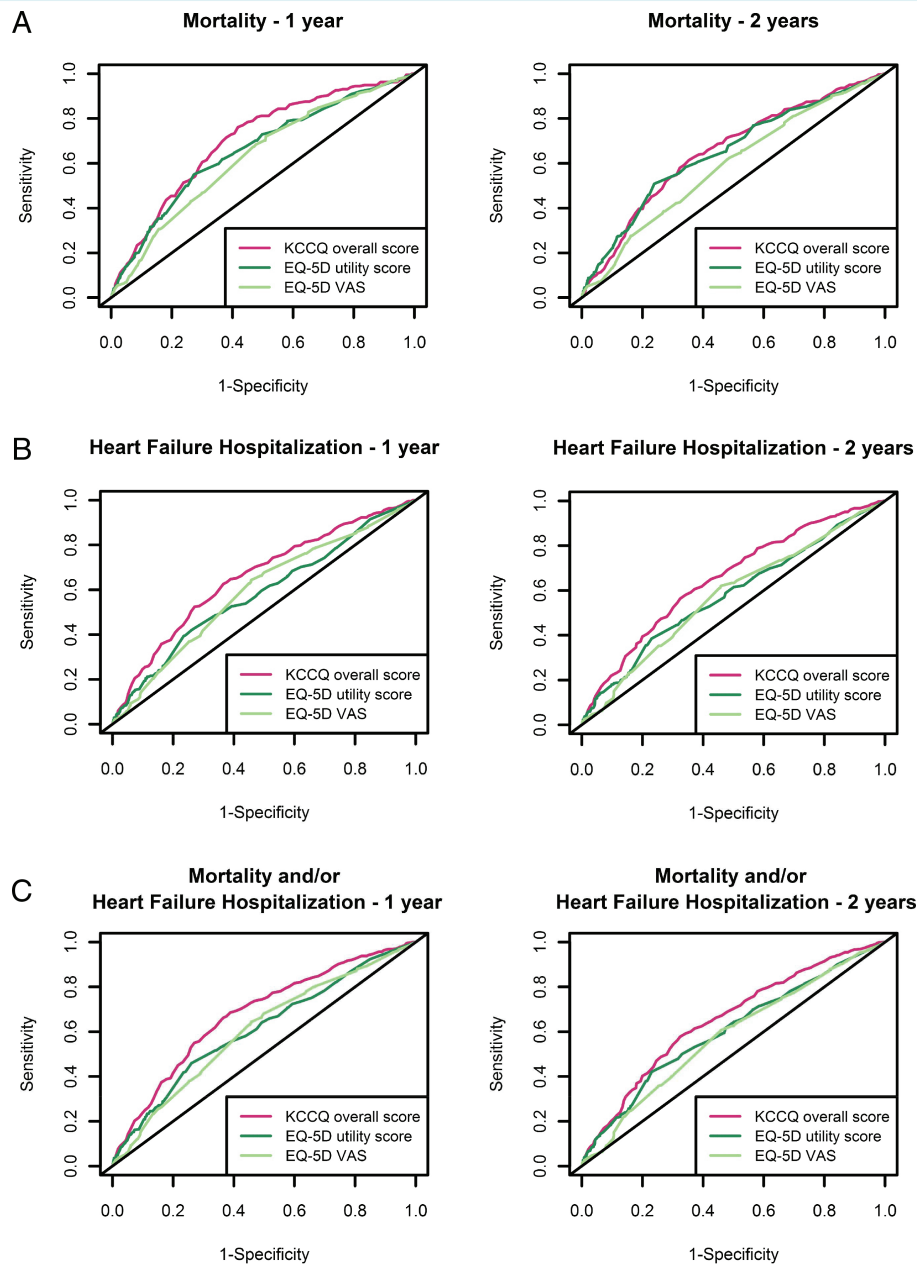 A
Mortality - 1 year
Sensitivity
1.0
0.8
0.6
0.4
0.2
0.0
KCCQ overall score
EQ-5D utility score
EQ-5D VAS
0.0 0.2 0.4 0.6 0.8 1.0
1-Specificity
Mortality - 2 years
Sensitivity
1.0
0.8
0.6
0.4
0.2
0.0
KCCQ overall score
EQ-5D utility score
EQ-5D VAS
0.0 0.2 0.4 0.6 0.8 1.0
1-Specificity
B
Heart Failure Hospitalization - 1 year
Sensitivity
1.0
0.8
0.6
0.4
0.2
0.0
KCCQ overall score
EQ-5D utility score
EQ-5D VAS
0.0 0.2 0.4 0.6 0.8 1.0
1-Specificity
Heart Failure Hospitalization - 2 years
Sensitivity
1.0
0.8
0.6
0.4
0.2
0.0
KCCQ overall score
EQ-5D utility score
EQ-5D VAS
0.0 0.2 0.4 0.6 0.8 1.0
1-Specificity
C
Mortality and/or
Heart Failure Hospitalization - 1 year
Sensitivity
1.0
0.8
0.6
0.4
0.2
0.0
KCCQ overall score
EQ-5D utility score
EQ-5D VAS
0.0 0.2 0.4 0.6 0.8 1.0
1-Specificity
Mortality and/or
Heart Failure Hospitalization - 2 years
Sensitivity
1.0
0.8
0.6
0.4
0.2
0.0
KCCQ overall score
EQ-5D utility score
EQ-5D VAS
0.0 0.2 0.4 0.6 0.8 1.0
1-Specificity